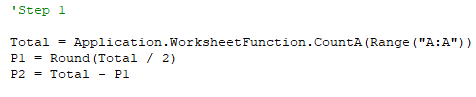 'Step 1
Total = Application.WorksheetFunction.CountA(Range("A:A"))
P1 = Round(Total / 2)
P2 = Total - P1